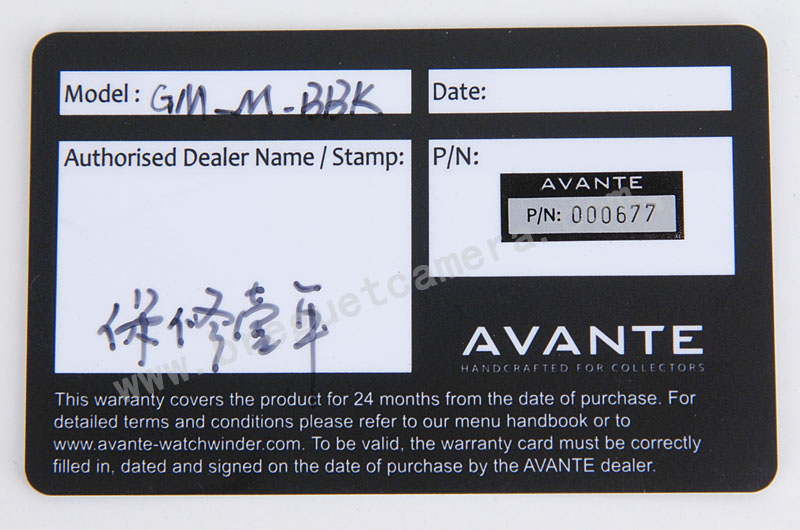 Model : GM-M-BBK
Date:
Authorised Dealer Name / Stamp:
保修壹年
P/N:
AVANTE
P/N: 000677
AVANTE
HANDCRAFTED FOR COLLECTORS
This warranty covers the product for 24 months from the date of purchase. For
detailed terms and conditions please refer to our menu handbook or to
www.avante-watchwinder.com. To be valid, the warranty card must be correctly
filled in, dated and signed on the date of purchase by the AVANTE dealer.